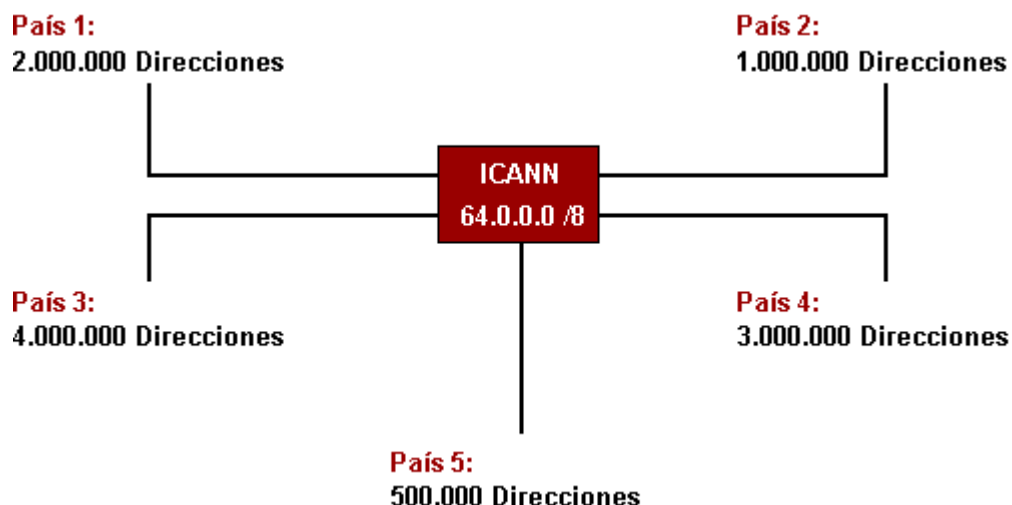 País 1:
2.000.000 Direcciones
País 2:
1.000.000 Direcciones
ICANN
64.0.0.0 /8
País 3:
4.000.000 Direcciones
País 4:
3.000.000 Direcciones
País 5:
500.000 Direcciones